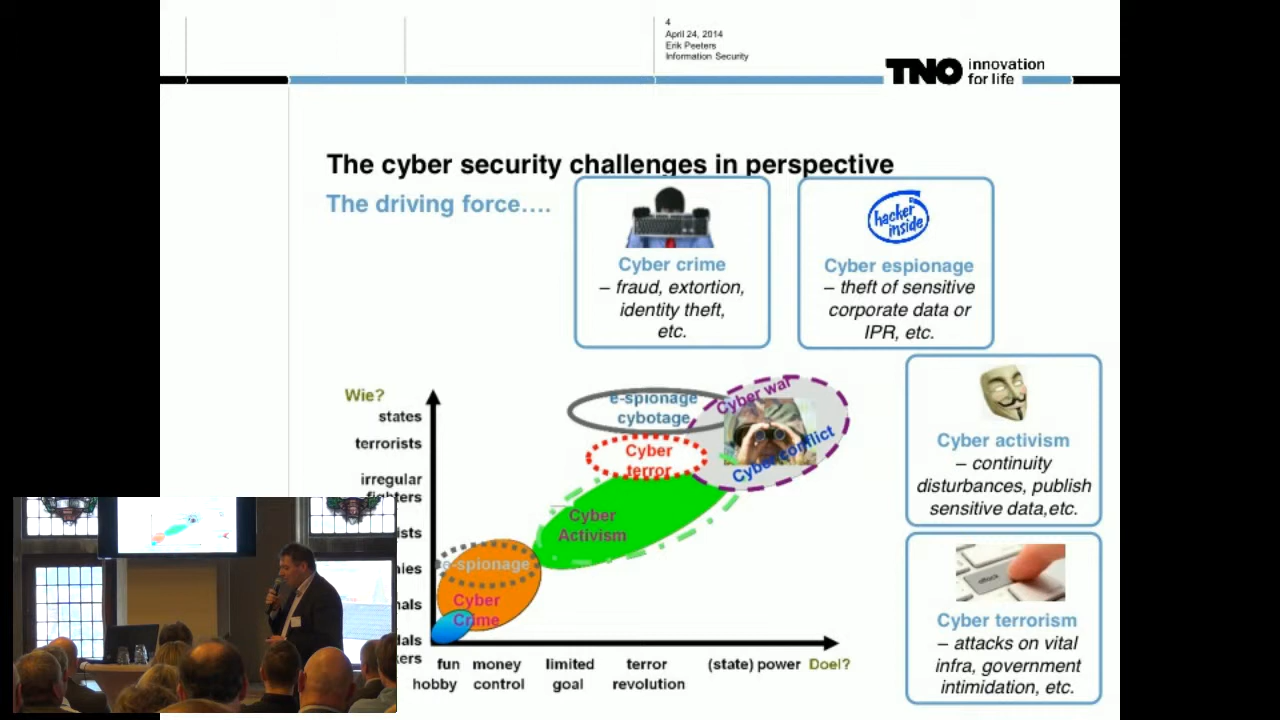 4
April 24, 2014
Erik Peeters
Information Security
TNO innovation
for life
The cyber security challenges in perspective
The driving force....
Cyber crime
– fraud, extortion,
identity theft,
etc.
hacker
inside
Cyber espionage
– theft of sensitive
corporate data or
IPR, etc.
Cyber activism
– continuity
disturbances, publish
sensitive data,etc.
attack
Cyber terrorism
– attacks on vital
infra, government
intimidation, etc.
Wie?
states
terrorists
irregular
fighters
ists
nies
nals
dals
kers
e-spionage
cybotage
Cyber war
Cyber conflict
Cyber
terror
Cyber
Activism
e-spionage
Cyber
Crime
fun money limited terror (state) power Doel?
hobby control goal revolution